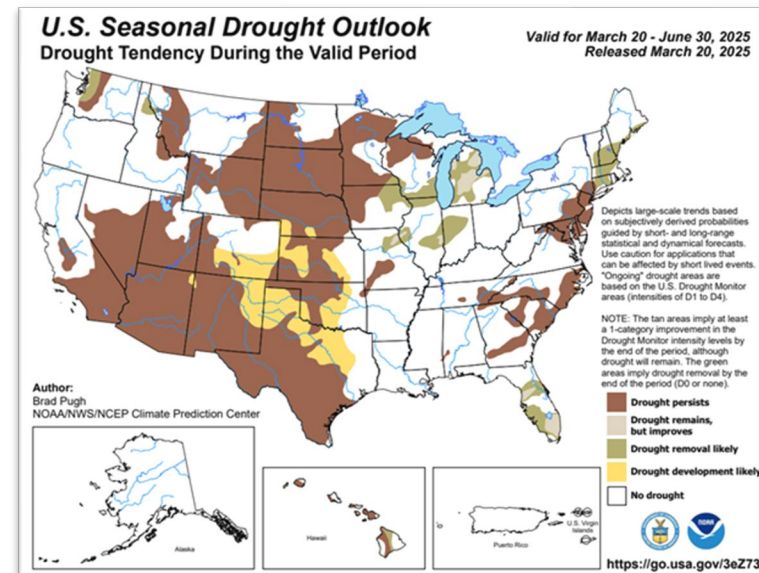 U.S. Seasonal Drought Outlook
Drought Tendency During the Valid Period
Valid for March 20 - June 30, 2025
Released March 20, 2025
Depicts large-scale trends based
on subjectively derived probabilities
guided by short- and long-range
statistical and dynamical forecasts.
Use caution for applications that
can be affected by short lived events.
"Ongoing" drought areas are
based on the U.S. Drought Monitor
areas (intensities of D1 to D4).
NOTE: The tan areas imply at least
a 1-category improvement in the
Drought Monitor intensity levels by
the end of the period, although
drought will remain. The green
areas imply drought removal by the
end of the period (D0 or none).
Author:
Brad Pugh
NOAA/NWS/NCEP Climate Prediction Center
Drought persists
Drought remains,
but improves
Drought removal likely
Drought development likely
No drought
Alaska
Hawaii
Puerto Rico
U.S. Virgin
Islands
NOAA
https://go.usa.gov/3eZ73